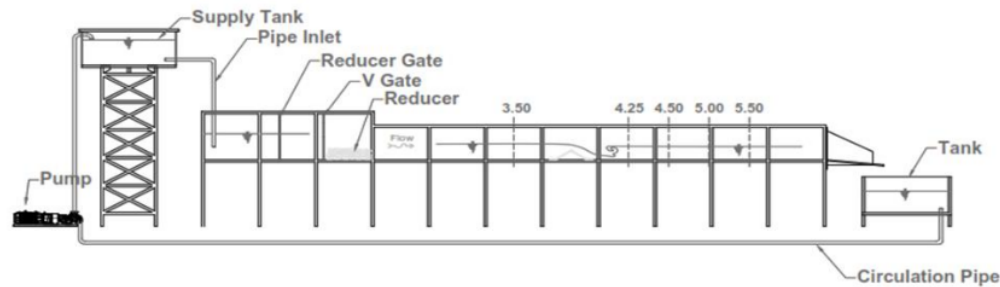 Supply Tank
Pipe Inlet
Reducer Gate
V Gate
Reducer
3.50
4.25 4.50 5.00 5.50
Flow
Tank
Pump
Circulation Pipe